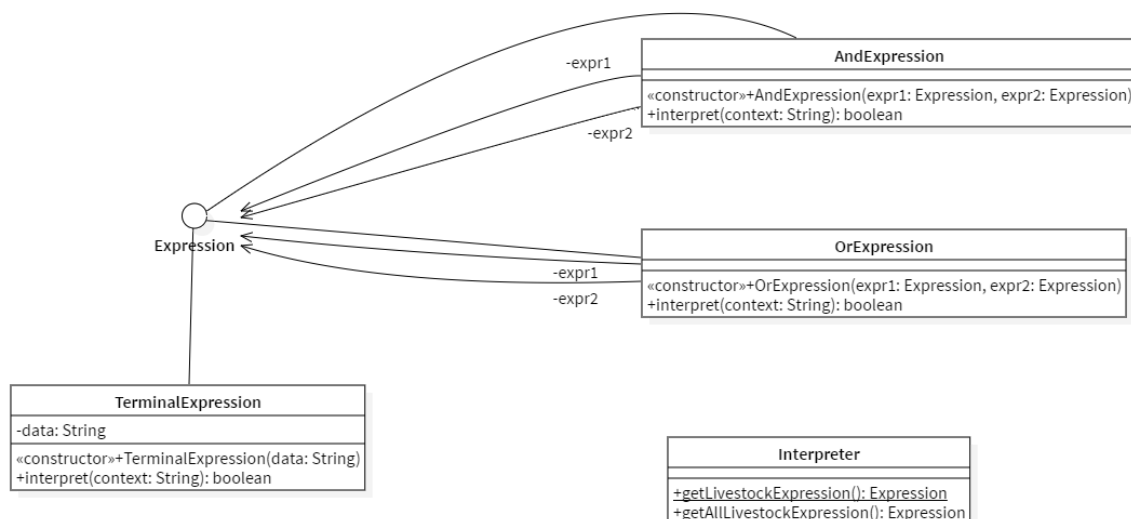 -expr1
AndExpression
«constructor»+AndExpression(expr1: Expression, expr2: Expression)
+interpret(context: String): boolean
-expr2
Expression
OrExpression
-expr1
«constructor»+OrExpression(expr1: Expression, expr2: Expression)
-expr2
+interpret(context: String): boolean
TerminalExpression
-data: String
«constructor»+TerminalExpression(data: String)
+interpret(context: String): boolean
Interpreter
+getLivestockExpression(): Expression
+getAllLivestockExpression(): Expression